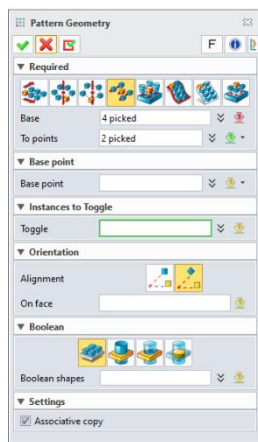 Pattern Geometry
F
Required
Base 4 picked
To points 2 picked
Base point
Base point
Instances to Toggle
Toggle
Orientation
Alignment
On face
Boolean
Boolean shapes
Settings
Associative copy